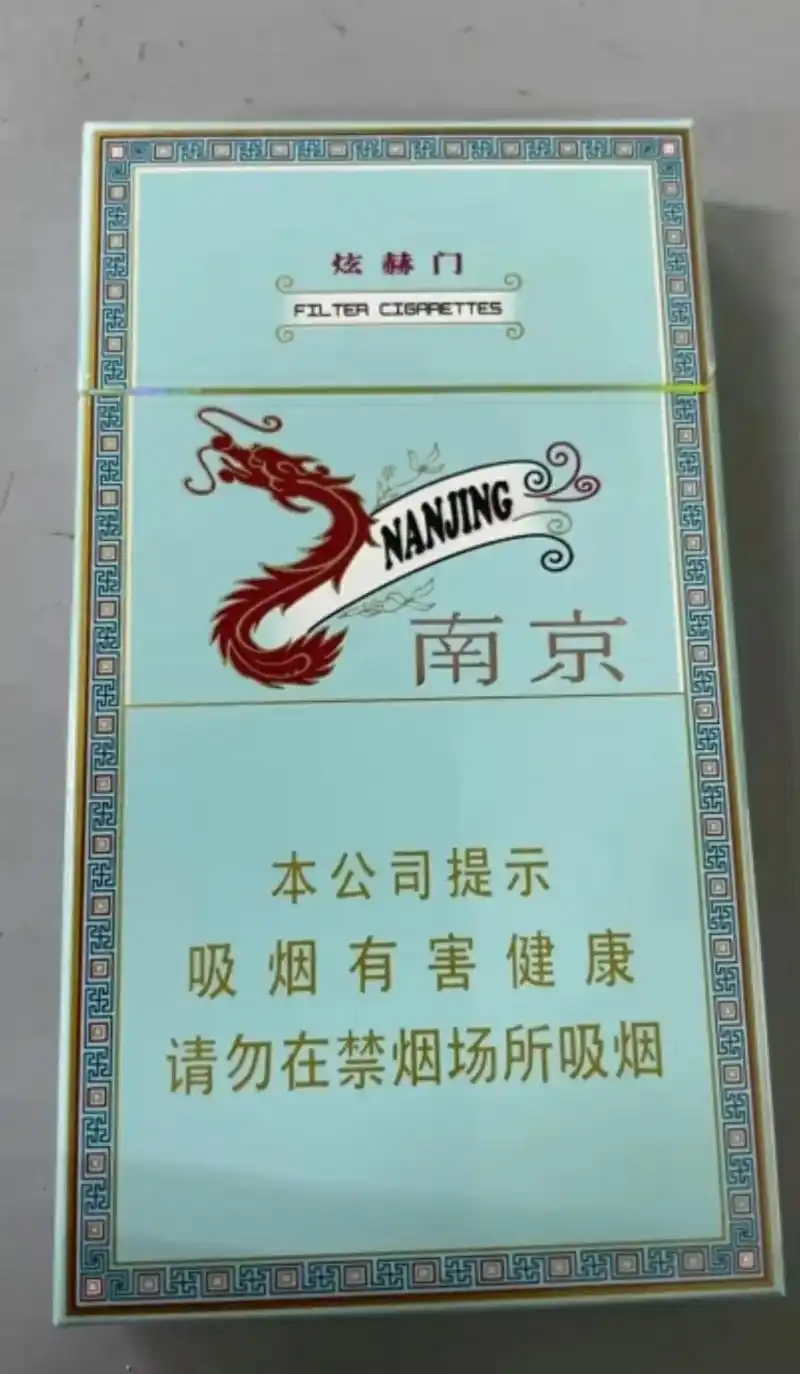 炫赫门
FILTER CIGARETTES
NANJING
南京
本公司提示
吸烟有害健康
请勿在禁烟场所吸烟